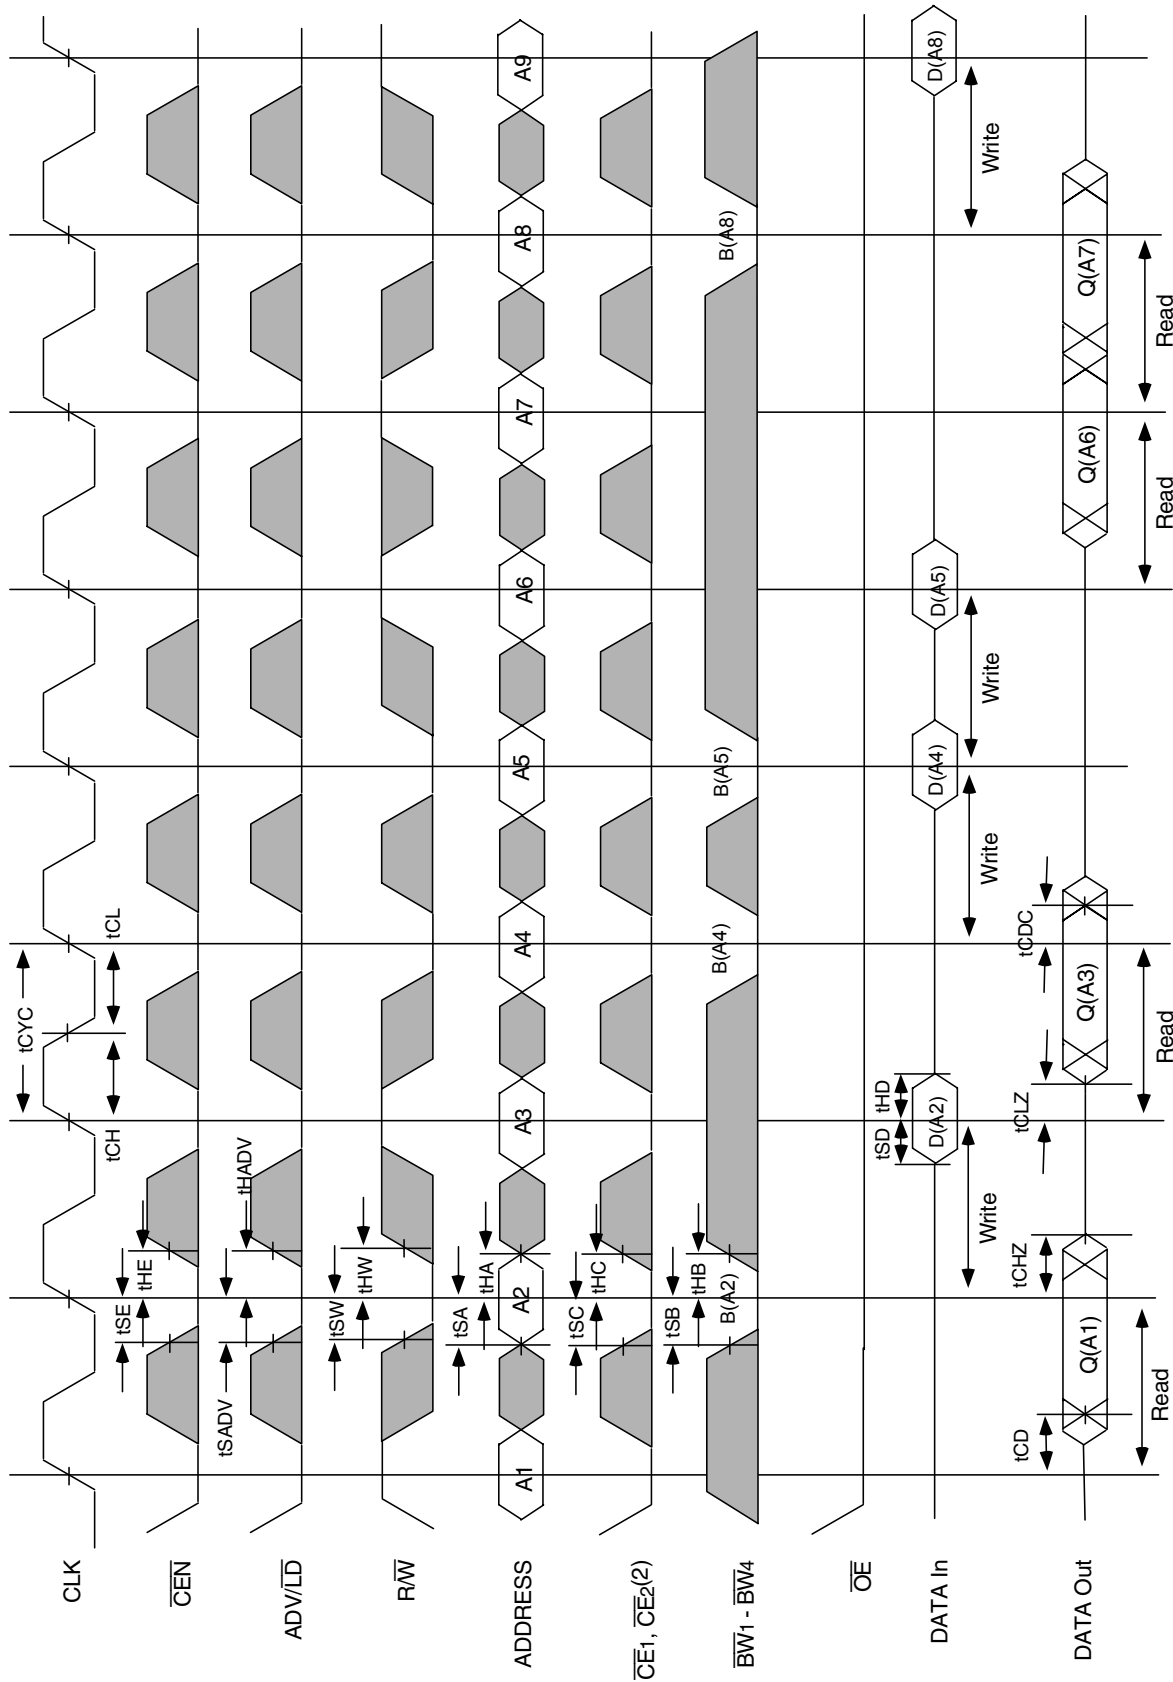 CLK
tCH
tCYC
tCL
CEN
tSE
tHE
ADV/LD
tSADV
tHADV
R/W
tSW
tHW
ADDRESS
A1
tSA
tHA
A2
A3
A4
A5
A6
A7
A8
A9
CE1, CE2(2)
tSC
tHC
BW1 - BW4
tSB
tHB
B(A2)
B(A4)
B(A5)
B(A8)
OE
DATA In
tSD
tHD
D(A2)
D(A4)
D(A5)
D(A8)
Write
Write
Write
Write
DATA Out
tCD
tCHZ
tCLZ
tCDC
Q(A1)
Q(A3)
Q(A6)
Q(A7)
Read
Read
Read
Read